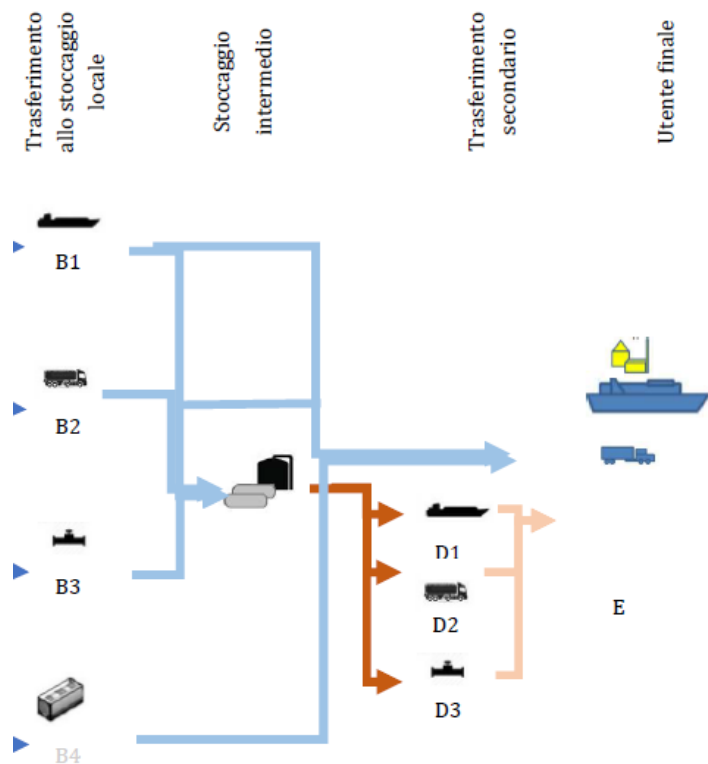 Trasferimento
allo stoccaggio
locale
Stoccaggio
intermedio
Trasferimento
secondario
Utente finale
B1
B2
B3
B4
D1
D2
D3
E